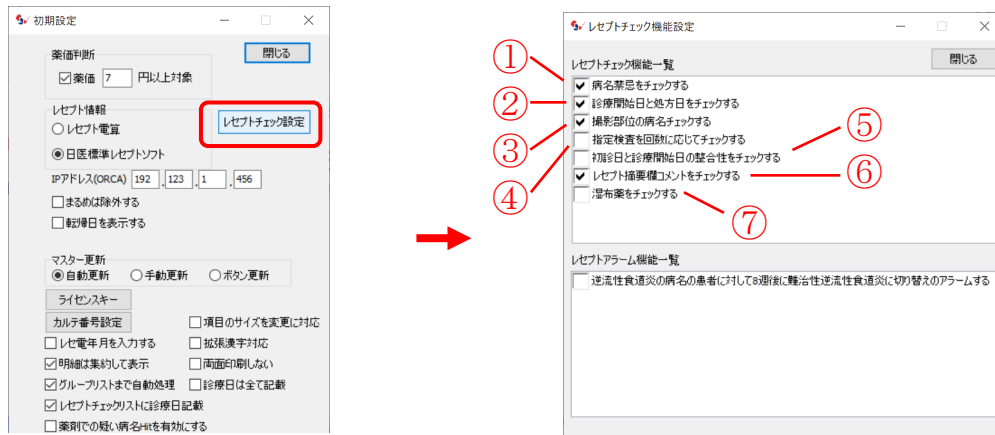 初期設定
薬価判断
閉じる
薬価 7 円以上対象
レセプト情報
レセプト電算
レセプトチェック設定
日医標準レセプトソフト
IPアドレス(ORCA) 192 . 123 . 1 . 456
まるめは除外する
転帰日を表示する
マスター更新
自動更新 手動更新 ボタン更新
ライセンスキー
カルテ番号設定 項目のサイズを変更に対応
レセ電年月を入力する 拡張漢字対応
明細は集約して表示 両面印刷しない
グループリストまで自動処理 診療日は全て記載
レセプトチェックリストに診療日記載
薬剤での疑い病名Hitを有効にする
レセプトチェック機能設定
閉じる
レセプトチェック機能一覧
① 病名禁忌をチェックする
② 診療開始日と処方日をチェックする
③ 撮影部位の病名チェックする
④ 指定検査を回数に応じてチェックする
初診日と診療開始日の整合性をチェックする ⑤
レセプト摘要欄コメントをチェックする ⑥
湿布薬をチェックする ⑦
レセプトアラーム機能一覧
逆流性食道炎の病名の患者に対して8週後に難治性逆流性食道炎に切り替えのアラームする